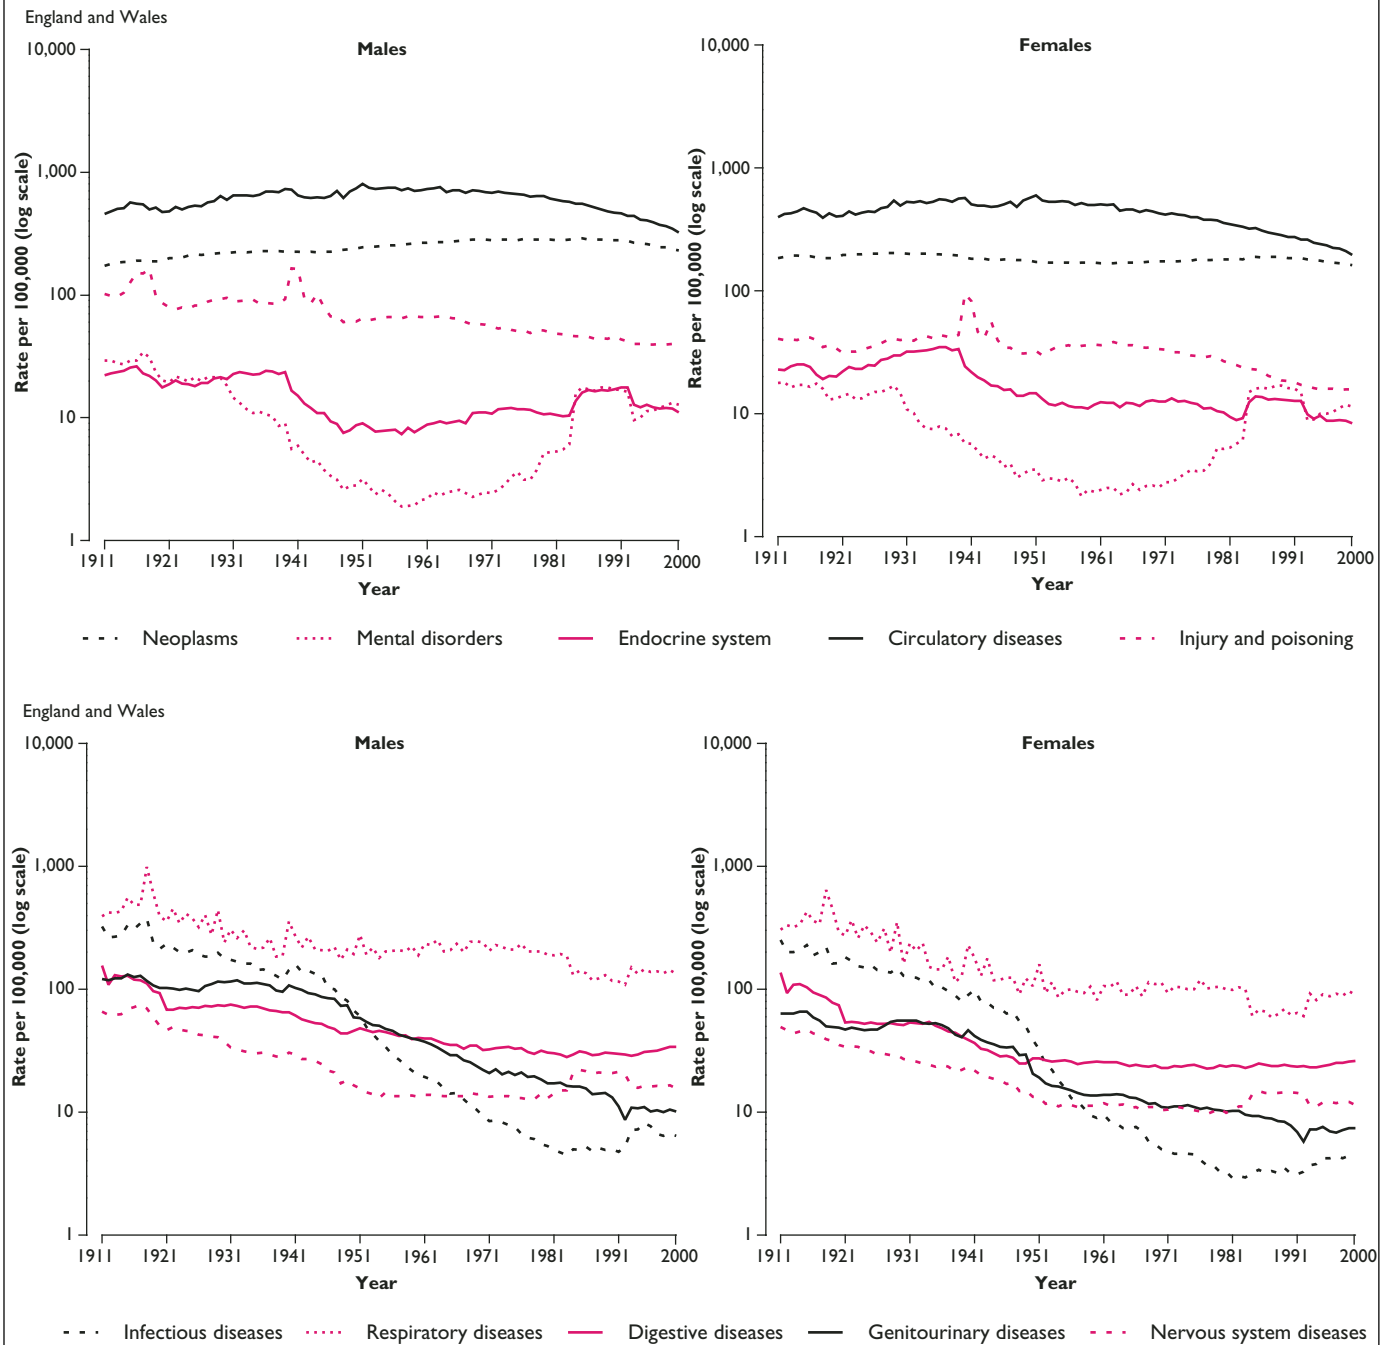 England and Wales
Males
Females
Rate per 100,000 (log scale)
10,000
1,000
100
10
1
1911 1921 1931 1941 1951 1961 1971 1981 1991 2000
Year
Rate per 100,000 (log scale)
10,000
1,000
100
10
1
1911 1921 1931 1941 1951 1961 1971 1981 1991 2000
Year
Neoplasms Mental disorders Endocrine system Circulatory diseases Injury and poisoning
England and Wales
Males
Females
Rate per 100,000 (log scale)
10,000
1,000
100
10
1
1911 1921 1931 1941 1951 1961 1971 1981 1991 2000
Year
Rate per 100,000 (log scale)
10,000
1,000
100
10
1
1911 1921 1931 1941 1951 1961 1971 1981 1991 2000
Year
Infectious diseases Respiratory diseases Digestive diseases Genitourinary diseases Nervous system diseases